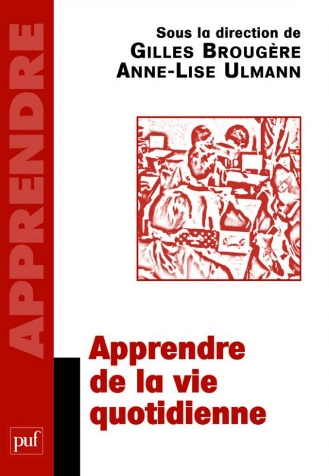 Sous la direction de
GILLES BROUGÈRE
ANNE-LISE ULMANN
APPRENDRE
Apprendre
de la vie
quotidienne
puf